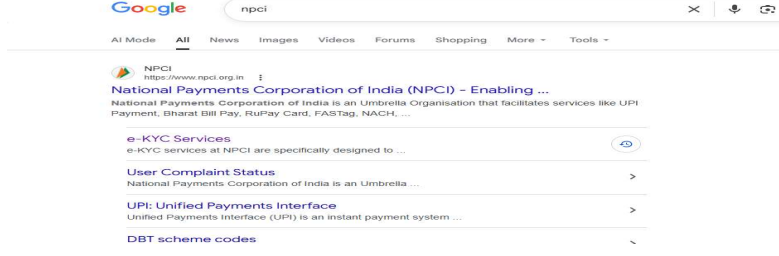 Google
npci
AI Mode All News Images Videos Forums Shopping More Tools
NPCI
https://www.npci.org.in
National Payments Corporation of India (NPCI) - Enabling ...
National Payments Corporation of India is an Umbrella Organisation that facilitates services like UPI
Payment, Bharat Bill Pay, RuPay Card, FASTag, NACH, ...
e-KYC Services
e-KYC services at NPCI are specifically designed to ...
User Complaint Status
National Payments Corporation of India is an Umbrella ...
UPI: Unified Payments Interface
Unified Payments Interface (UPI) is an instant payment system ...
DBT scheme codes